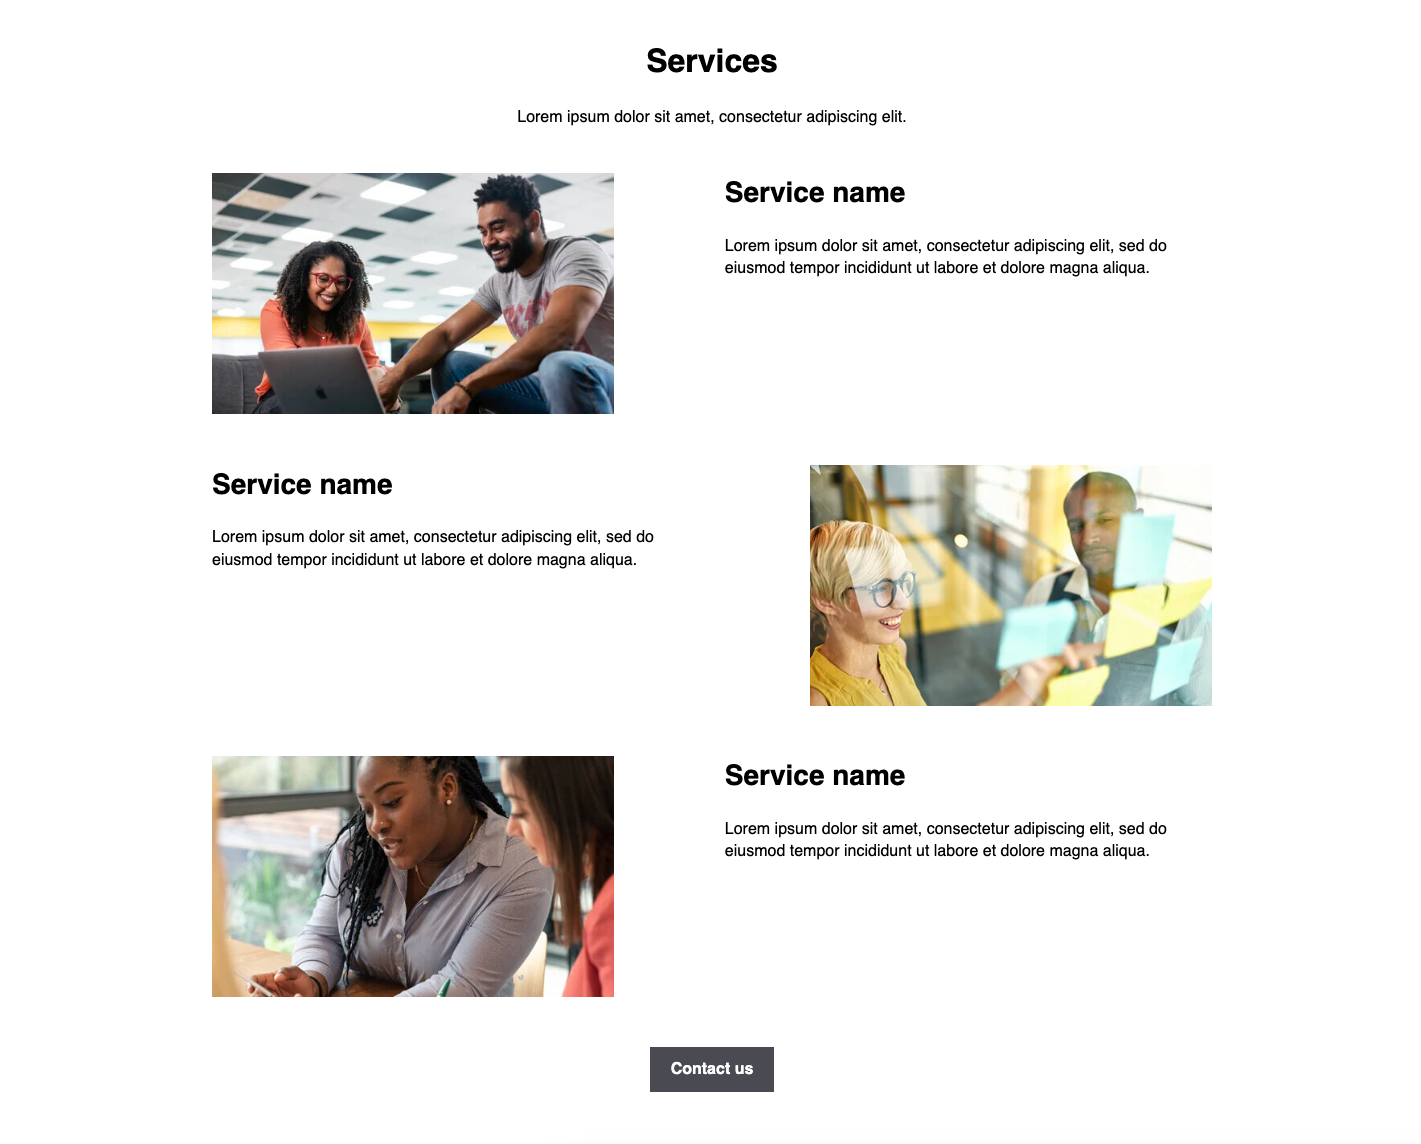 Services
Lorem ipsum dolor sit amet, consectetur adipiscing elit.
Service name
Lorem ipsum dolor sit amet, consectetur adipiscing elit, sed do
eiusmod tempor incididunt ut labore et dolore magna aliqua.
Service name
Lorem ipsum dolor sit amet, consectetur adipiscing elit, sed do
eiusmod tempor incididunt ut labore et dolore magna aliqua.
Service name
Lorem ipsum dolor sit amet, consectetur adipiscing elit, sed do
eiusmod tempor incididunt ut labore et dolore magna aliqua.
Contact us